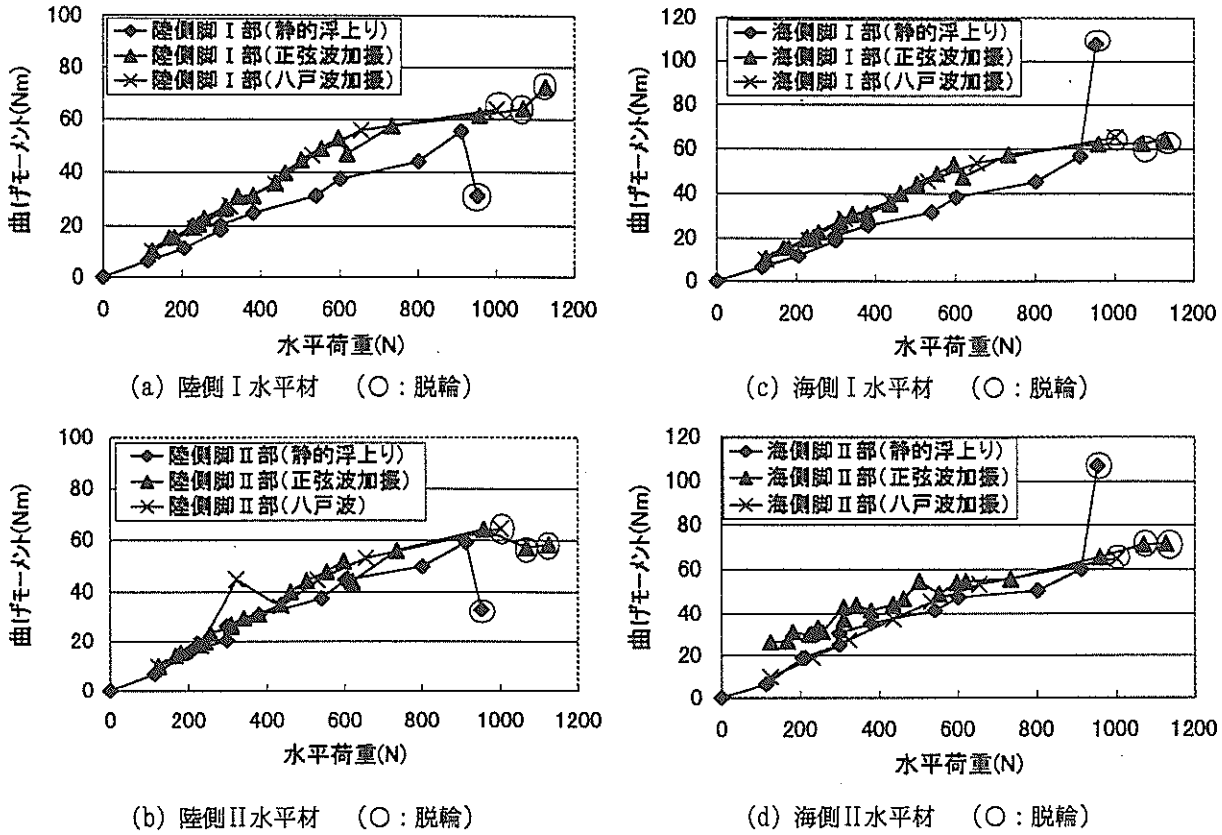 100
80
60
40
20
0
曲げモーメント(Nm)
陸側脚Ⅰ部(静的浮上り)
陸側脚Ⅰ部(正弦波加振)
陸側脚Ⅰ部(八戸波加振)
0 200 400 600 800 1000 1200
水平荷重(N)
(a) 陸側Ⅰ水平材 (○:脱輪)
120
100
80
60
40
20
0
曲げモーメント(Nm)
海側脚Ⅰ部(静的浮上り)
海側脚Ⅰ部(正弦波加振)
海側脚Ⅰ部(八戸波加振)
0 200 400 600 800 1000 1200
水平荷重(N)
(c) 海側Ⅰ水平材 (○:脱輪)
100
80
60
40
20
0
曲げモーメント(Nm)
陸側脚Ⅱ部(静的浮上り)
陸側脚Ⅱ部(正弦波加振)
陸側脚Ⅱ部(八戸波)
0 200 400 600 800 1000 1200
水平荷重(N)
(b) 陸側II水平材 (○:脱輪)
120
100
80
60
40
20
0
曲げモーメント(Nm)
海側脚Ⅱ部(静的浮上り)
海側脚Ⅱ部(正弦波加振)
海側脚Ⅱ部(八戸波加振)
0 200 400 600 800 1000 1200
水平荷重(N)
(d) 海側II水平材 (○:脱輪)